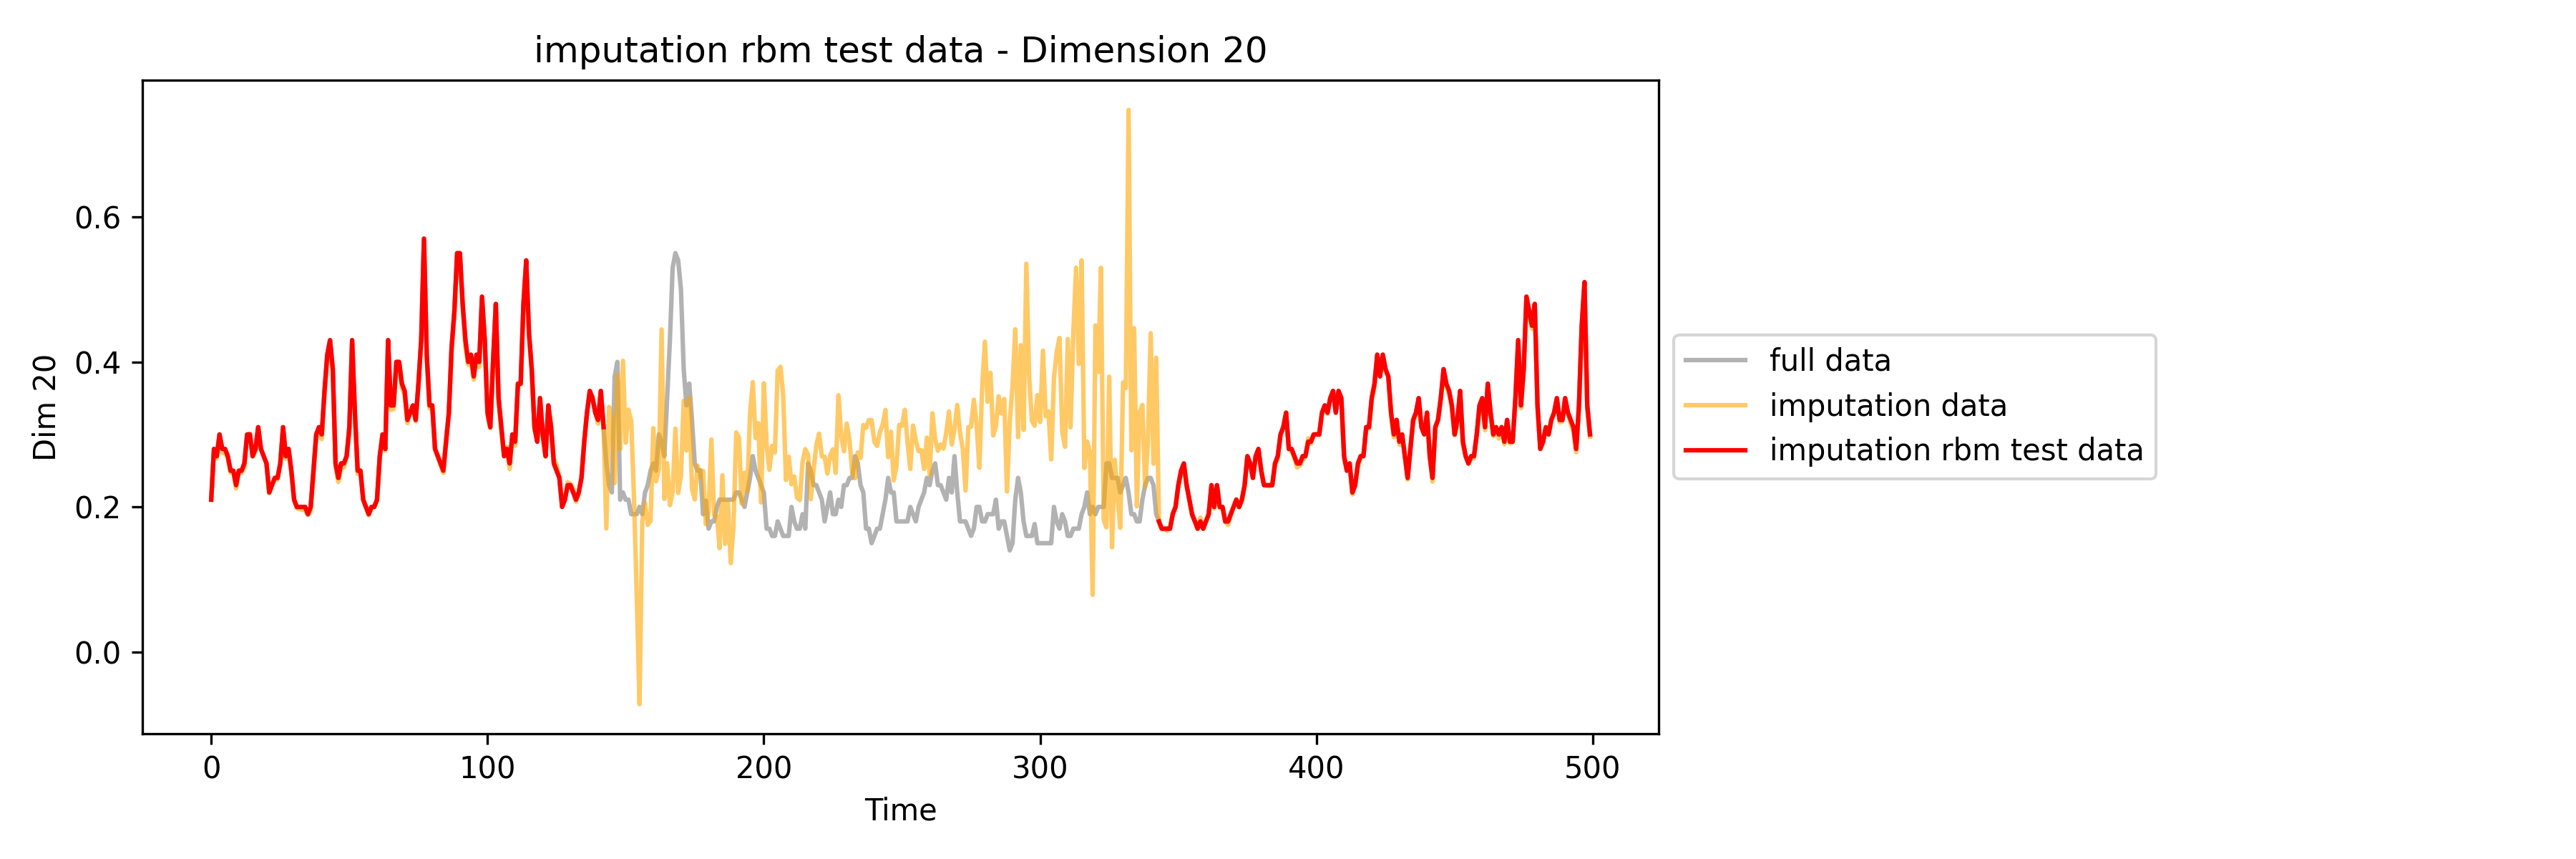 imputation rbm test data - Dimension 20
Dim 20
0.6
0.4
0.2
0.0
0 100 200 300 400 500
Time
full data
imputation data
imputation rbm test data